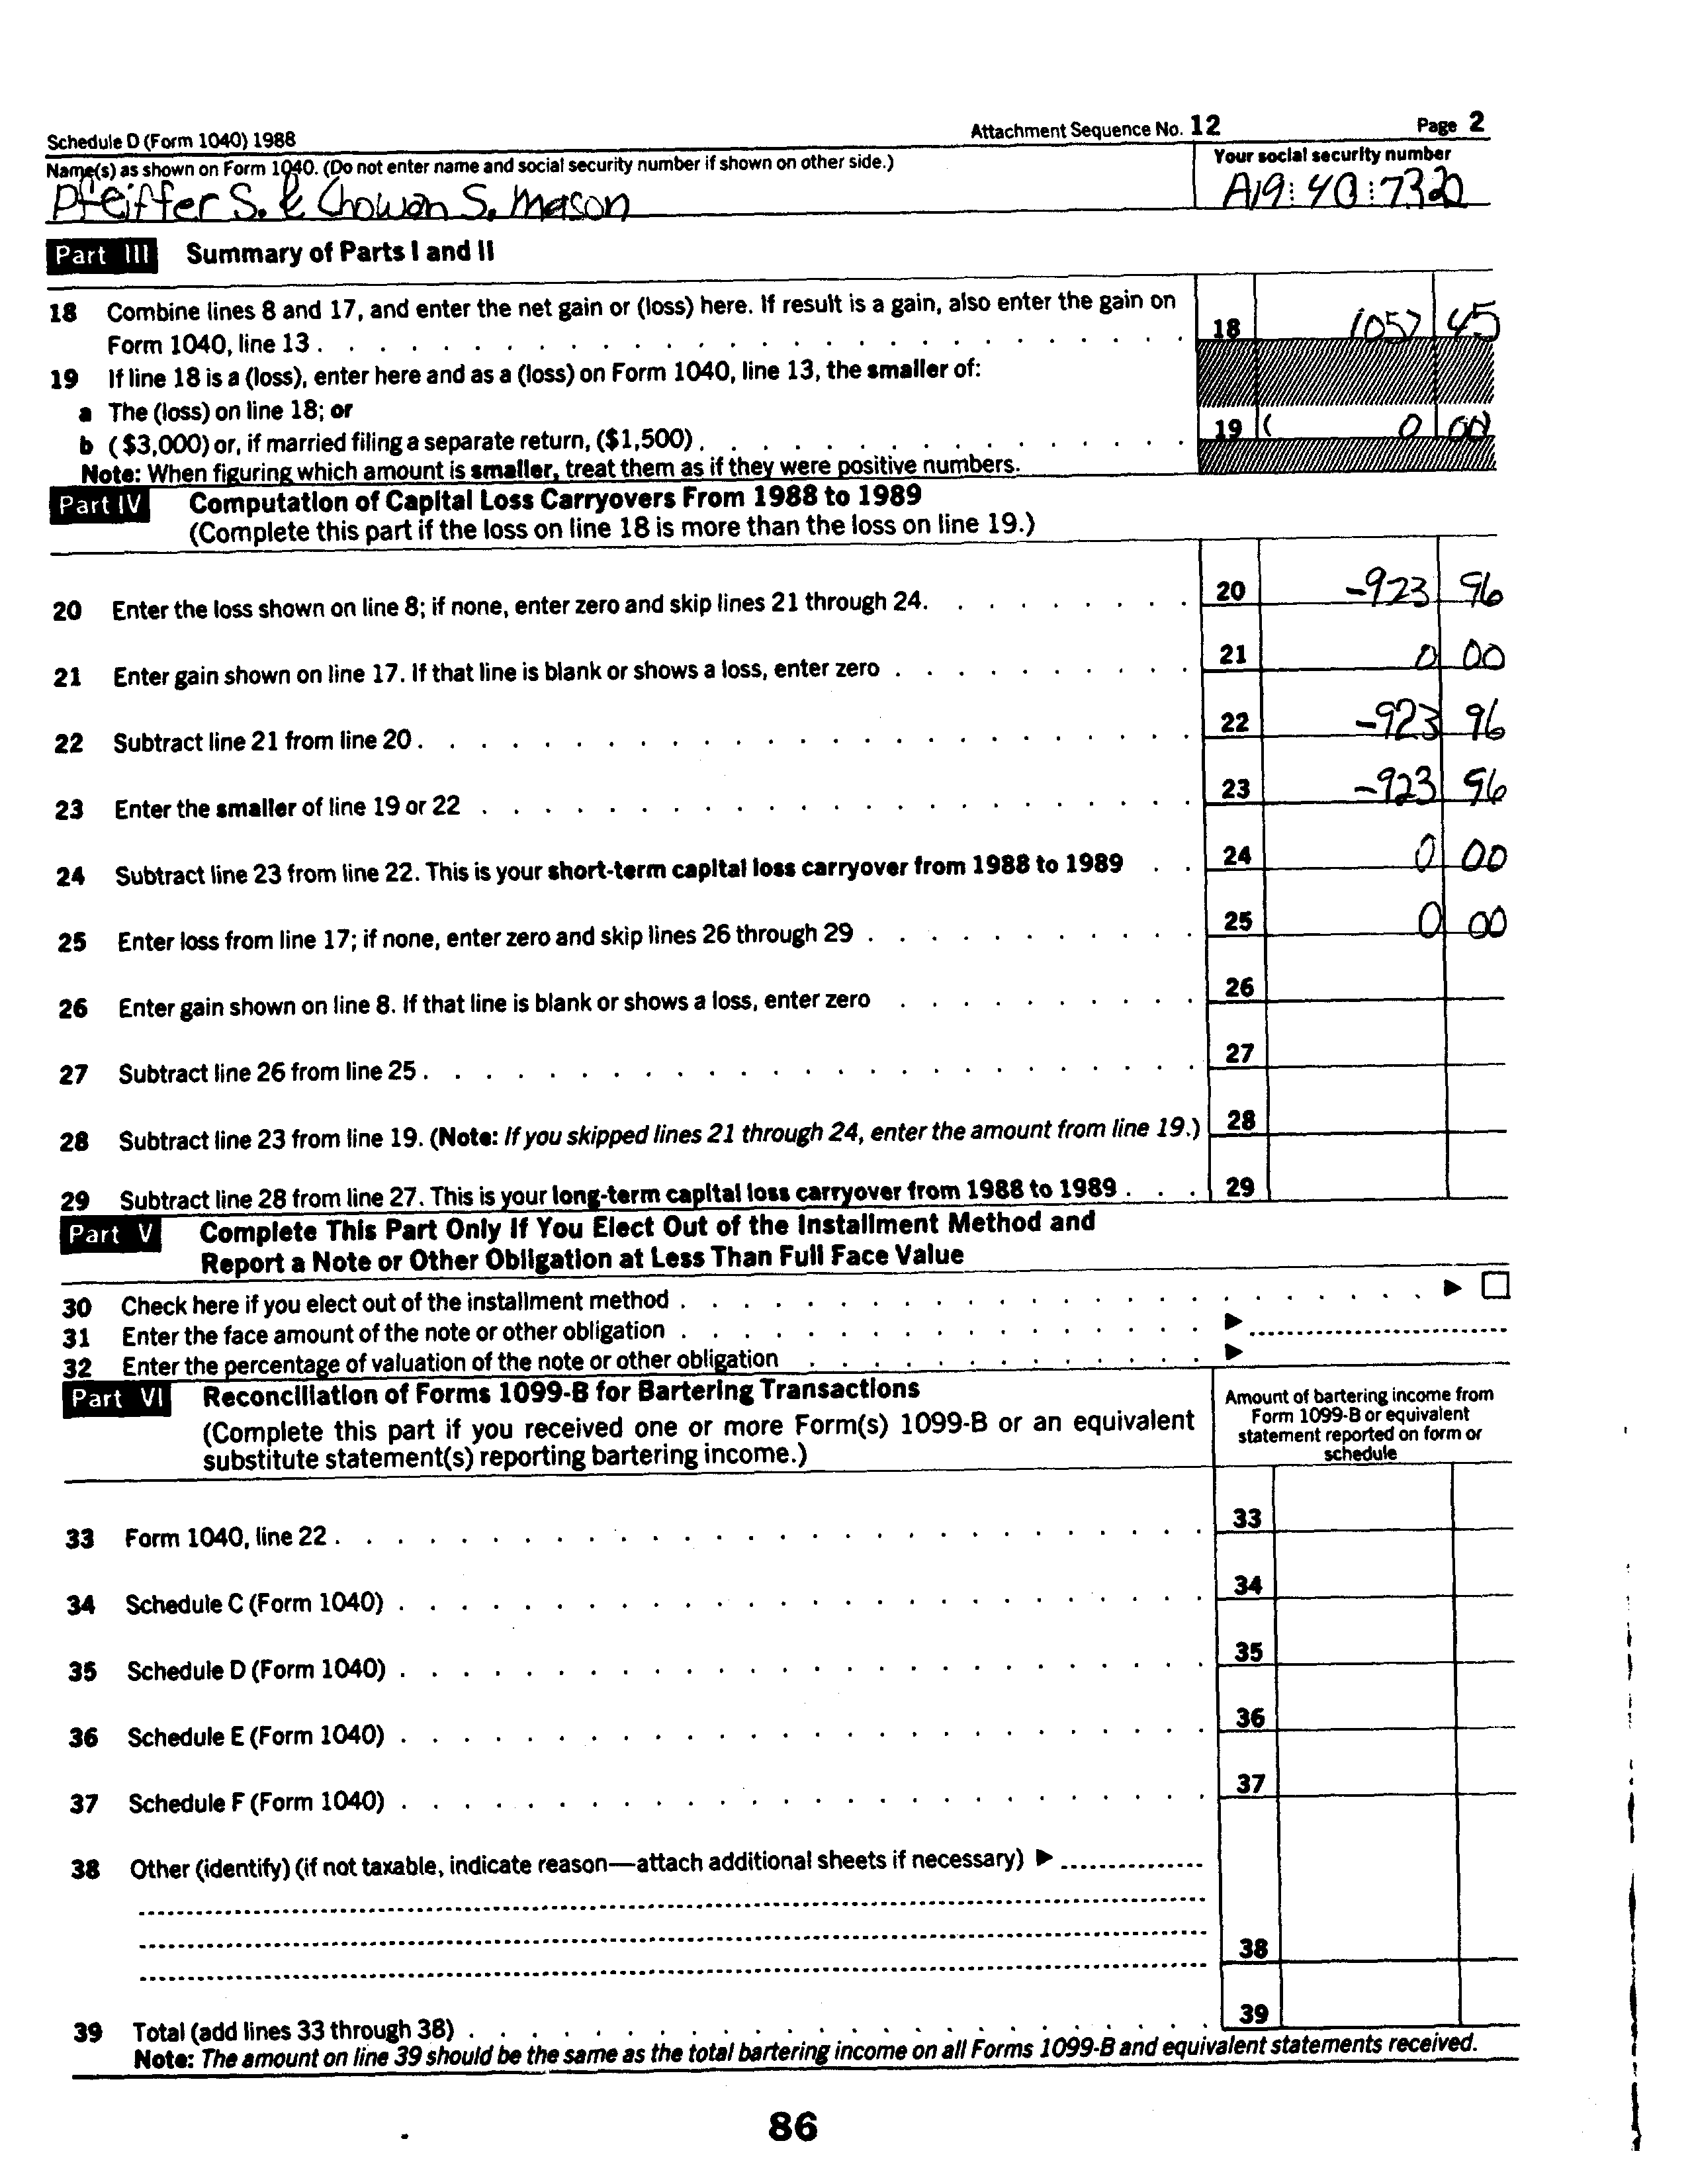 Schedule D (Form 1040) 1988 Attachment Sequence No. 12 Page 2
Name(s) as shown on Form 1040. (Do not enter name and social security number if shown on other side.) Your social security number
Pfeiffer S. & Chowan S. Mason A19:40:7320
Part III Summary of Parts I and II
18 Combine lines 8 and 17, and enter the net gain or (loss) here. If result is a gain, also enter the gain on
Form 1040, line 13 . . . 18 1057 45
19 If line 18 is a (loss), enter here and as a (loss) on Form 1040, line 13, the smaller of:
a The (loss) on line 18; or
b ($3,000) or, if married filing a separate return, ($1,500) . . . 19 ( 0 00
Note: When figuring which amount is smaller, treat them as if they were positive numbers.
Part IV Computation of Capital Loss Carryovers From 1988 to 1989
(Complete this part if the loss on line 18 is more than the loss on line 19.)
20 Enter the loss shown on line 8; if none, enter zero and skip lines 21 through 24 . . . 20 -923 96
21 Enter gain shown on line 17. If that line is blank or shows a loss, enter zero . . . 21 0 00
22 Subtract line 21 from line 20 . . . 22 -923 96
23 Enter the smaller of line 19 or 22 . . . 23 -923 96
24 Subtract line 23 from line 22. This is your short-term capital loss carryover from 1988 to 1989 . . 24 0 00
25 Enter loss from line 17; if none, enter zero and skip lines 26 through 29 . . . 25 0 00
26 Enter gain shown on line 8. If that line is blank or shows a loss, enter zero . . . 26
27 Subtract line 26 from line 25 . . . 27
28 Subtract line 23 from line 19. (Note: If you skipped lines 21 through 24, enter the amount from line 19.) 28
29 Subtract line 28 from line 27. This is your long-term capital loss carryover from 1988 to 1989 . . . 29
Part V Complete This Part Only If You Elect Out of the Installment Method and
Report a Note or Other Obligation at Less Than Full Face Value
30 Check here if you elect out of the installment method . . . ▶ ☐
31 Enter the face amount of the note or other obligation . . . ▶
32 Enter the percentage of valuation of the note or other obligation . . . ▶
Part VI Reconciliation of Forms 1099-B for Bartering Transactions
(Complete this part if you received one or more Form(s) 1099-B or an equivalent
substitute statement(s) reporting bartering income.)
Amount of bartering income from
Form 1099-B or equivalent
statement reported on form or
schedule
33 Form 1040, line 22 . . . 33
34 Schedule C (Form 1040) . . . 34
35 Schedule D (Form 1040) . . . 35
36 Schedule E (Form 1040) . . . 36
37 Schedule F (Form 1040) . . . 37
38 Other (identify) (if not taxable, indicate reason—attach additional sheets if necessary) ▶
38
39 Total (add lines 33 through 38) . . . 39
Note: The amount on line 39 should be the same as the total bartering income on all Forms 1099-B and equivalent statements received.
86